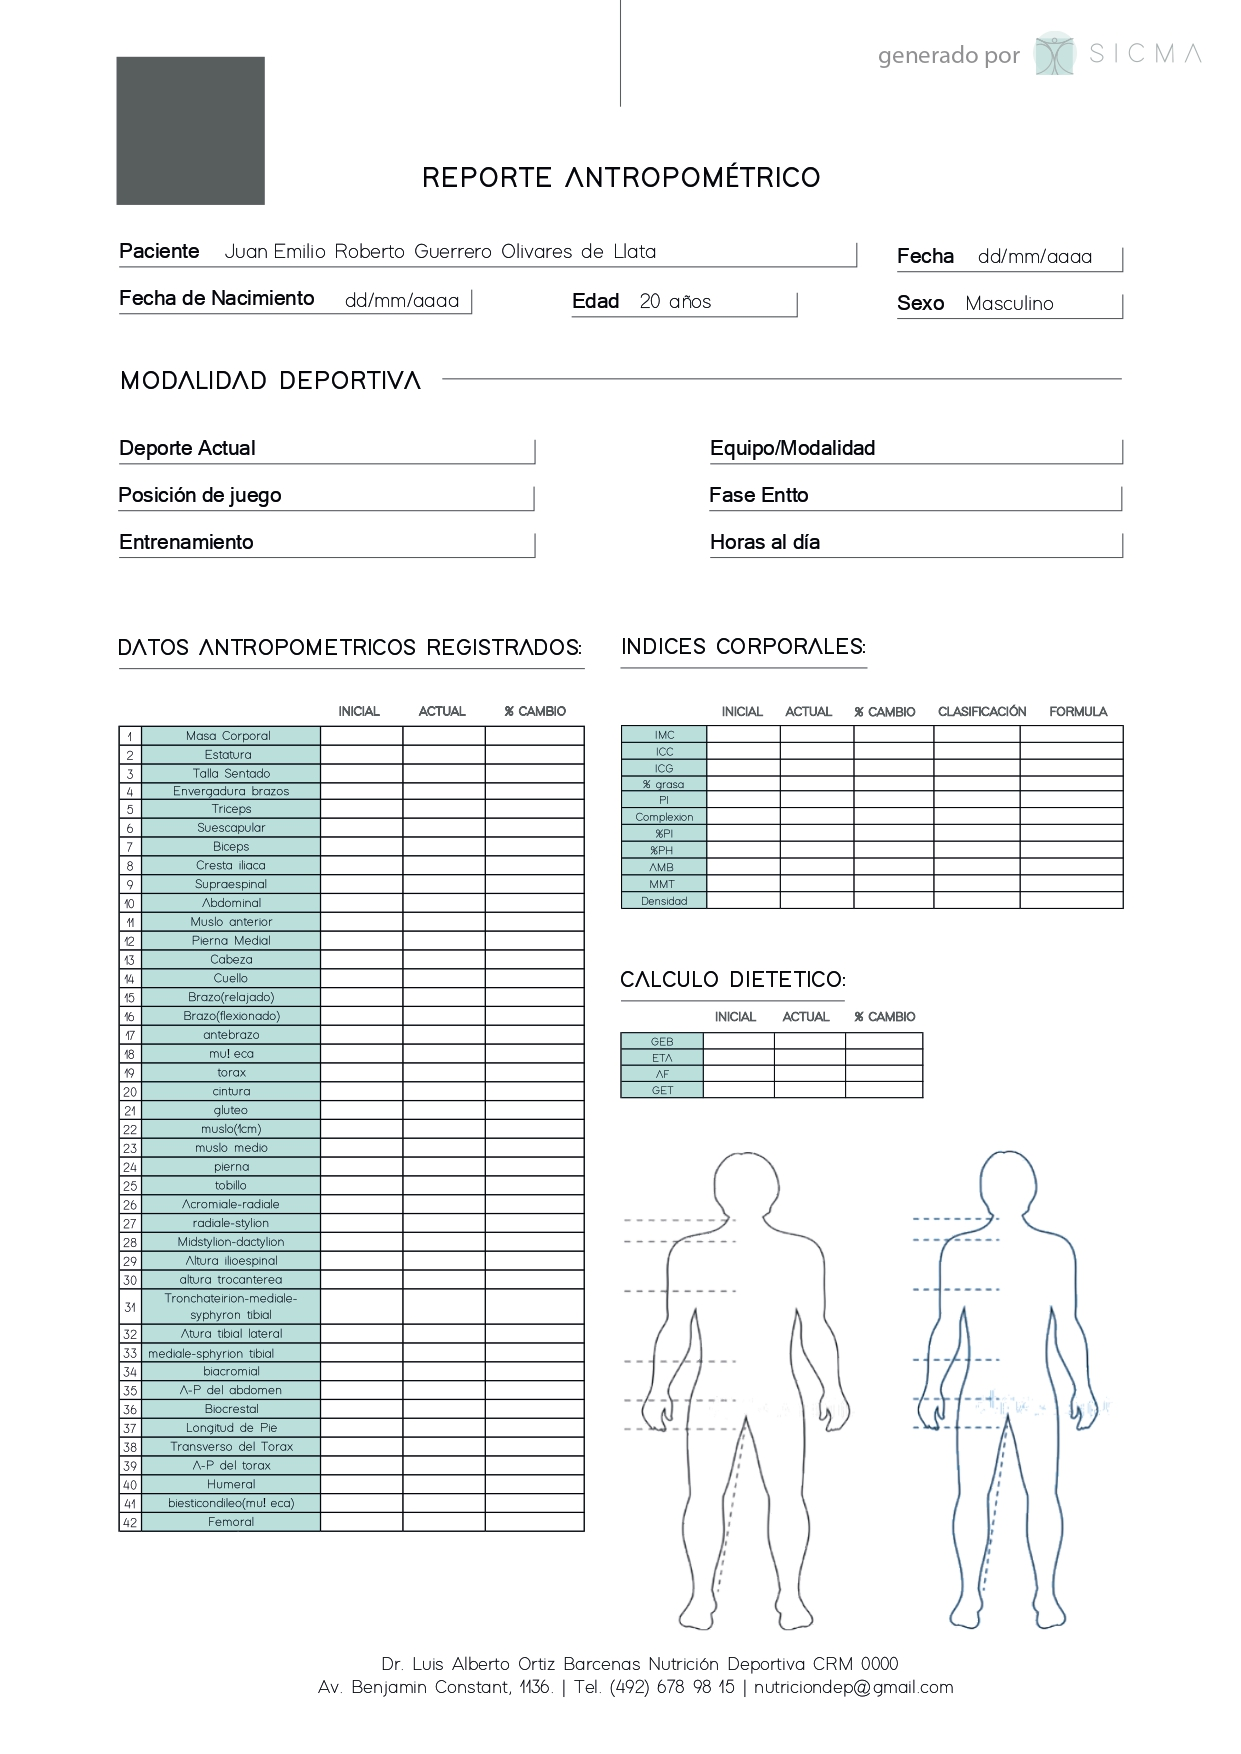 generado por SICMA
REPORTE ANTROPOMÉTRICO
Paciente Juan Emilio Roberto Guerrero Olivares de Llata
Fecha dd/mm/aaaa
Fecha de Nacimiento dd/mm/aaaa
Edad 20 años
Sexo Masculino
MODALIDAD DEPORTIVA
Deporte Actual
Equipo/Modalidad
Posición de juego
Fase Entto
Entrenamiento
Horas al día
DATOS ANTROPOMETRICOS REGISTRADOS:
INICIAL ACTUAL % CAMBIO
1 Masa Corporal
2 Estatura
3 Talla Sentado
4 Envergadura brazos
5 Triceps
6 Suescapular
7 Biceps
8 Cresta iliaca
9 Supraespinal
10 Abdominal
11 Muslo anterior
12 Pierna Medial
13 Cabeza
14 Cuello
15 Brazo(relajado)
16 Brazo(flexionado)
17 antebrazo
18 mu! eca
19 torax
20 cintura
21 gluteo
22 muslo(1cm)
23 muslo medio
24 pierna
25 tobillo
26 Acromiale-radiale
27 radiale-stylion
28 Midstylion-dactylion
29 Altura ilioespinal
30 altura trocanterea
31 Tronchateirion-mediale-
syphyron tibial
32 Atura tibial lateral
33 mediale-sphyrion tibial
34 biacromial
35 A-P del abdomen
36 Biocrestal
37 Longitud de Pie
38 Transverso del Torax
39 A-P del torax
40 Humeral
41 biesticondileo(mu! eca)
42 Femoral
INDICES CORPORALES:
INICIAL ACTUAL % CAMBIO CLASIFICACIÓN FORMULA
IMC
ICC
ICG
% grasa
PI
Complexion
%PI
%PH
AMB
MMT
Densidad
CALCULO DIETETICO:
INICIAL ACTUAL % CAMBIO
GEB
ETA
AF
GET
Dr. Luis Alberto Ortiz Barcenas Nutrición Deportiva CRM 0000
Av. Benjamin Constant, 1136. | Tel. (492) 678 98 15 | nutriciondep@gmail.com